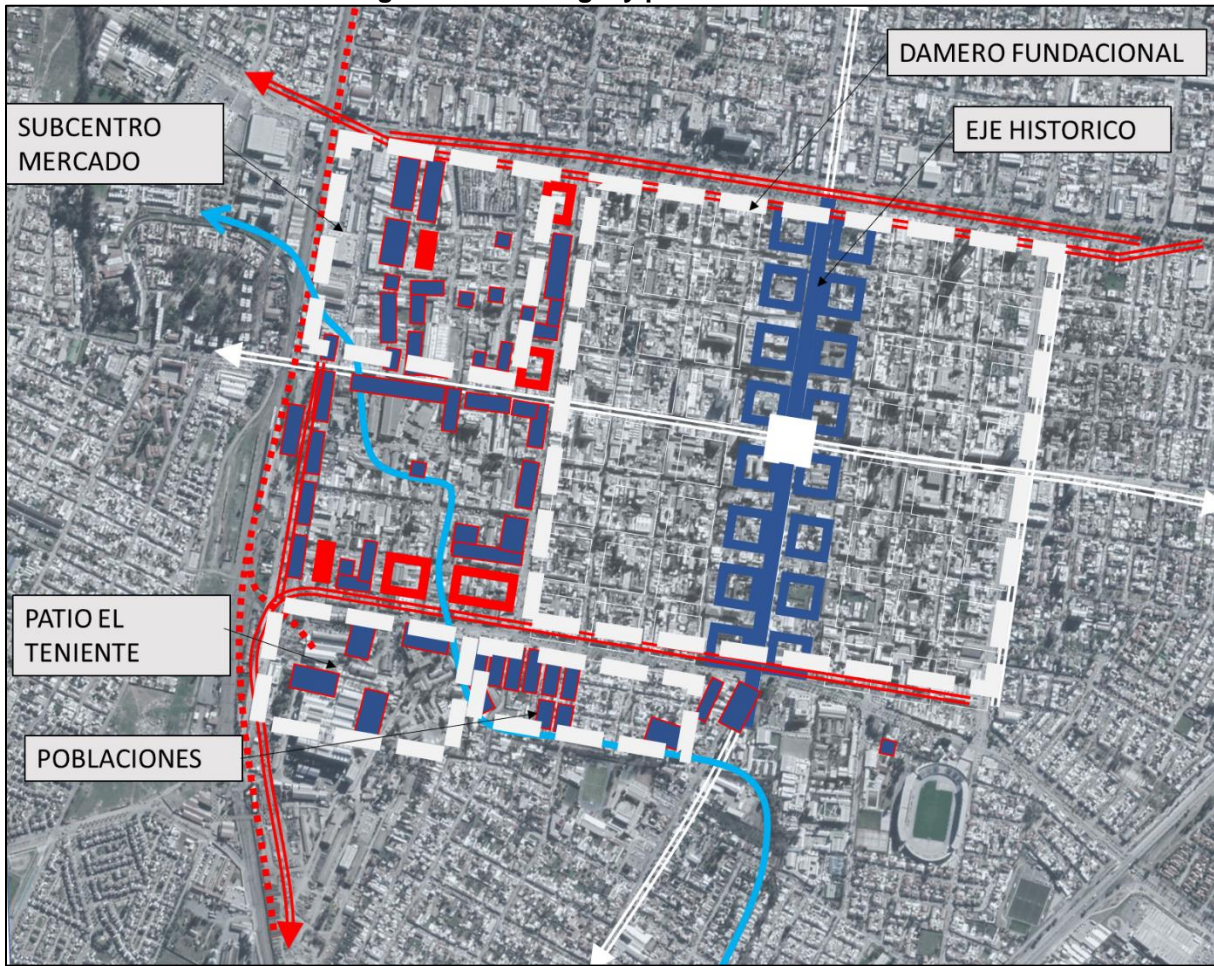 DAMERO FUNDACIONAL
EJE HISTORICO
SUBCENTRO
MERCADO
PATIO EL
TENIENTE
POBLACIONES